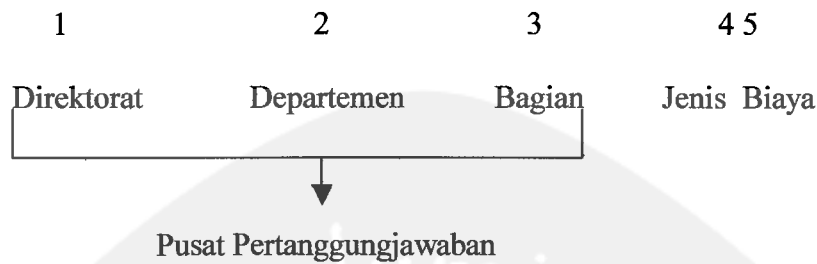 1 2 3 4 5
Direktorat Departemen Bagian Jenis Biaya
Pusat Pertanggungjawaban